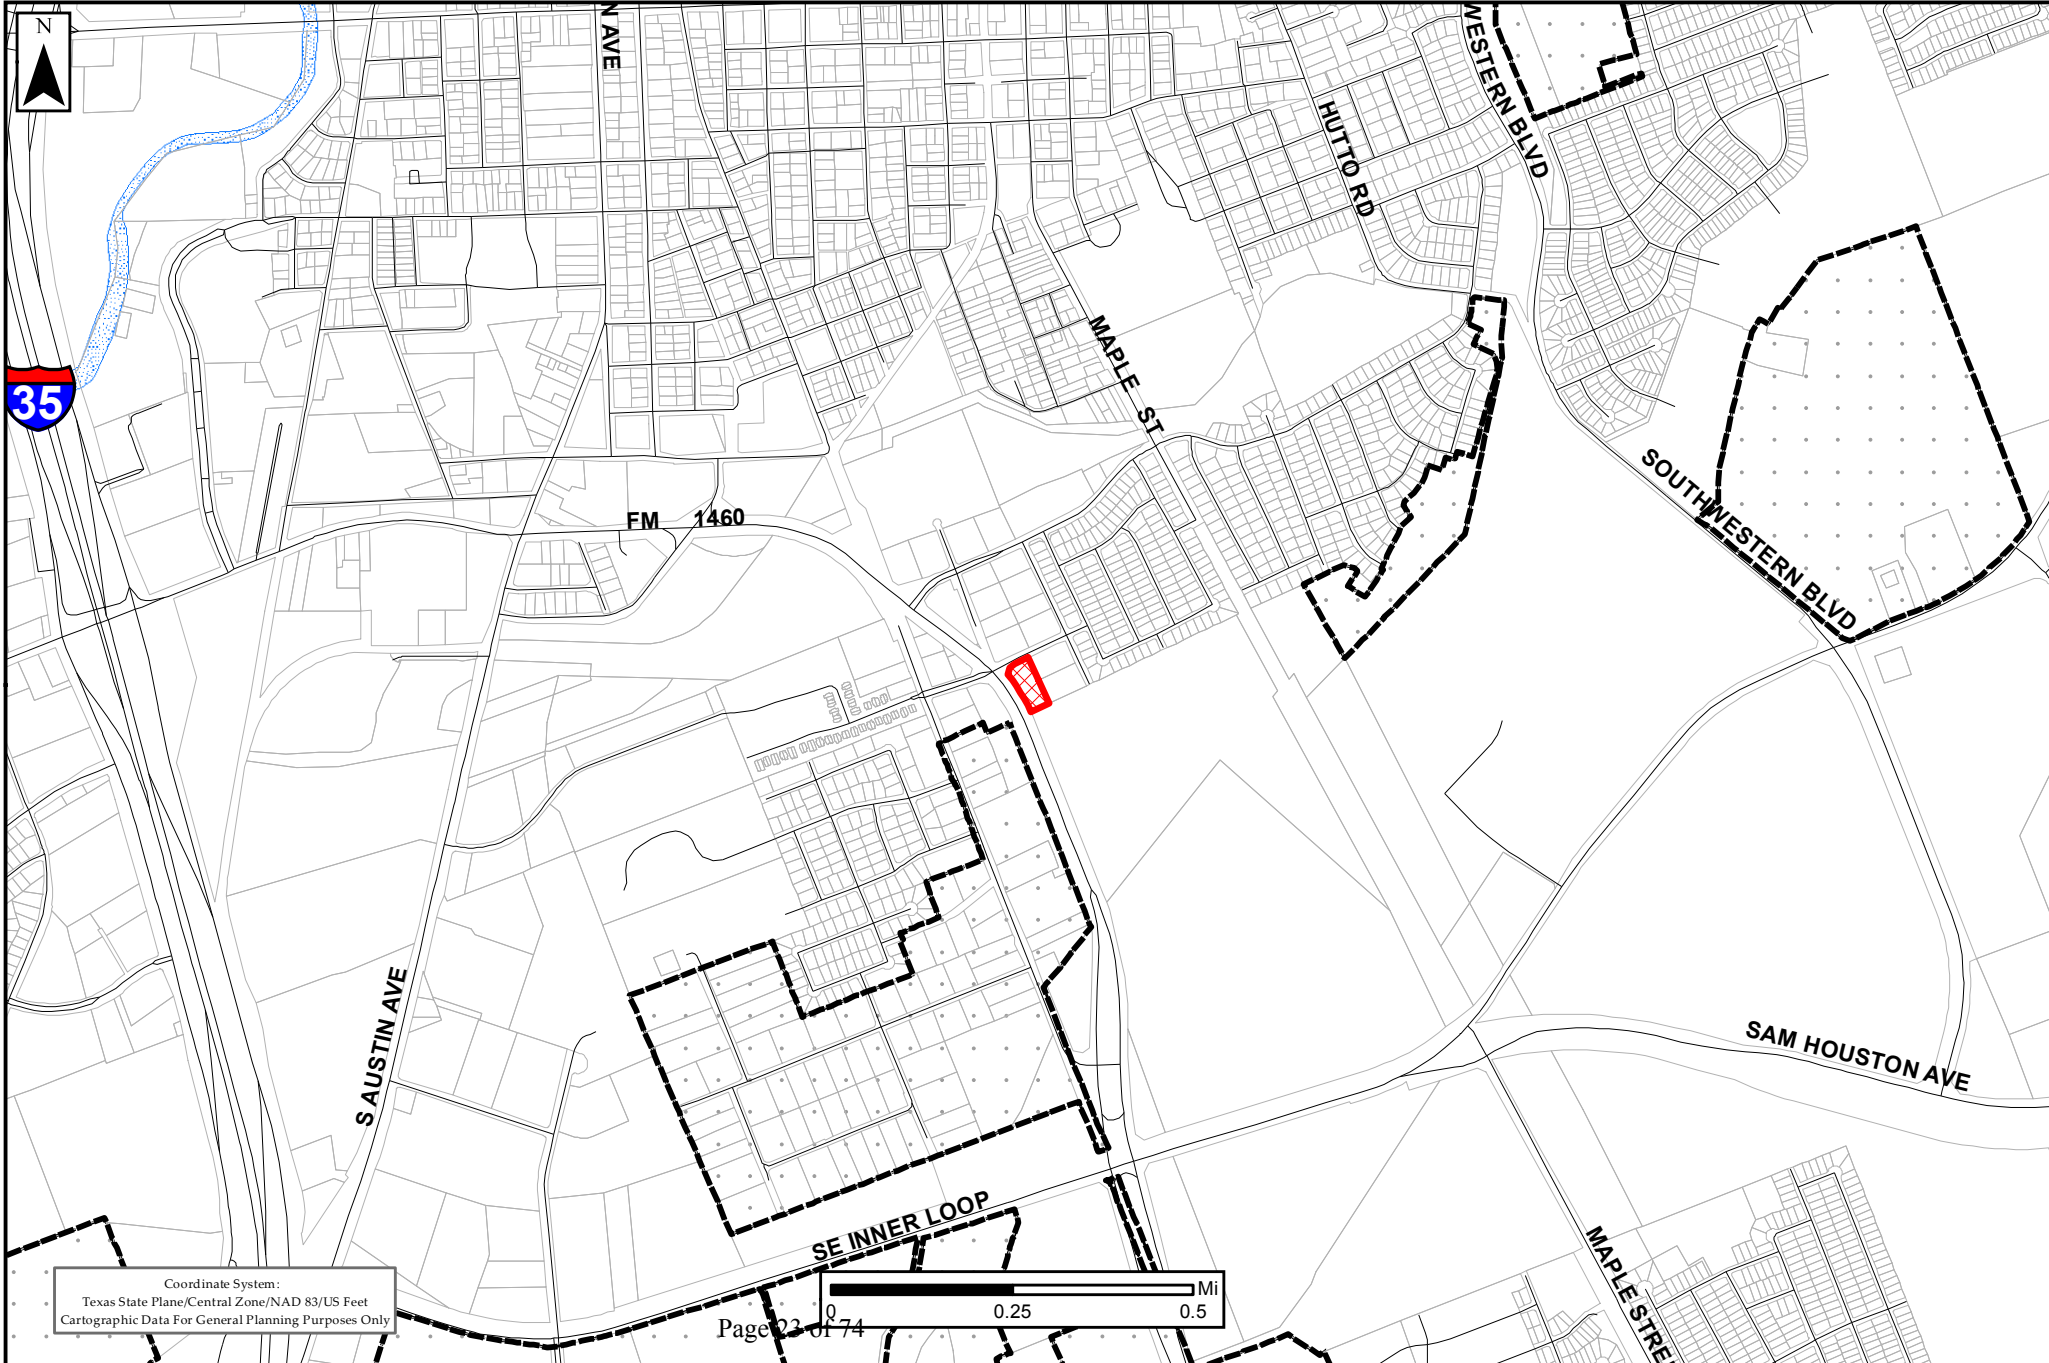 N
N AVE
WESTERN BLVD
HUTTO RD
MAPLE ST
35
SOUTHWESTERN BLVD
FM 1460
S AUSTIN AVE
SAM HOUSTON AVE
SE INNER LOOP
MAPLE STRE
Coordinate System:
Texas State Plane/Central Zone/NAD 83/US Feet
Cartographic Data For General Planning Purposes Only
Mi
0 0.25 0.5
Page 23 of 74